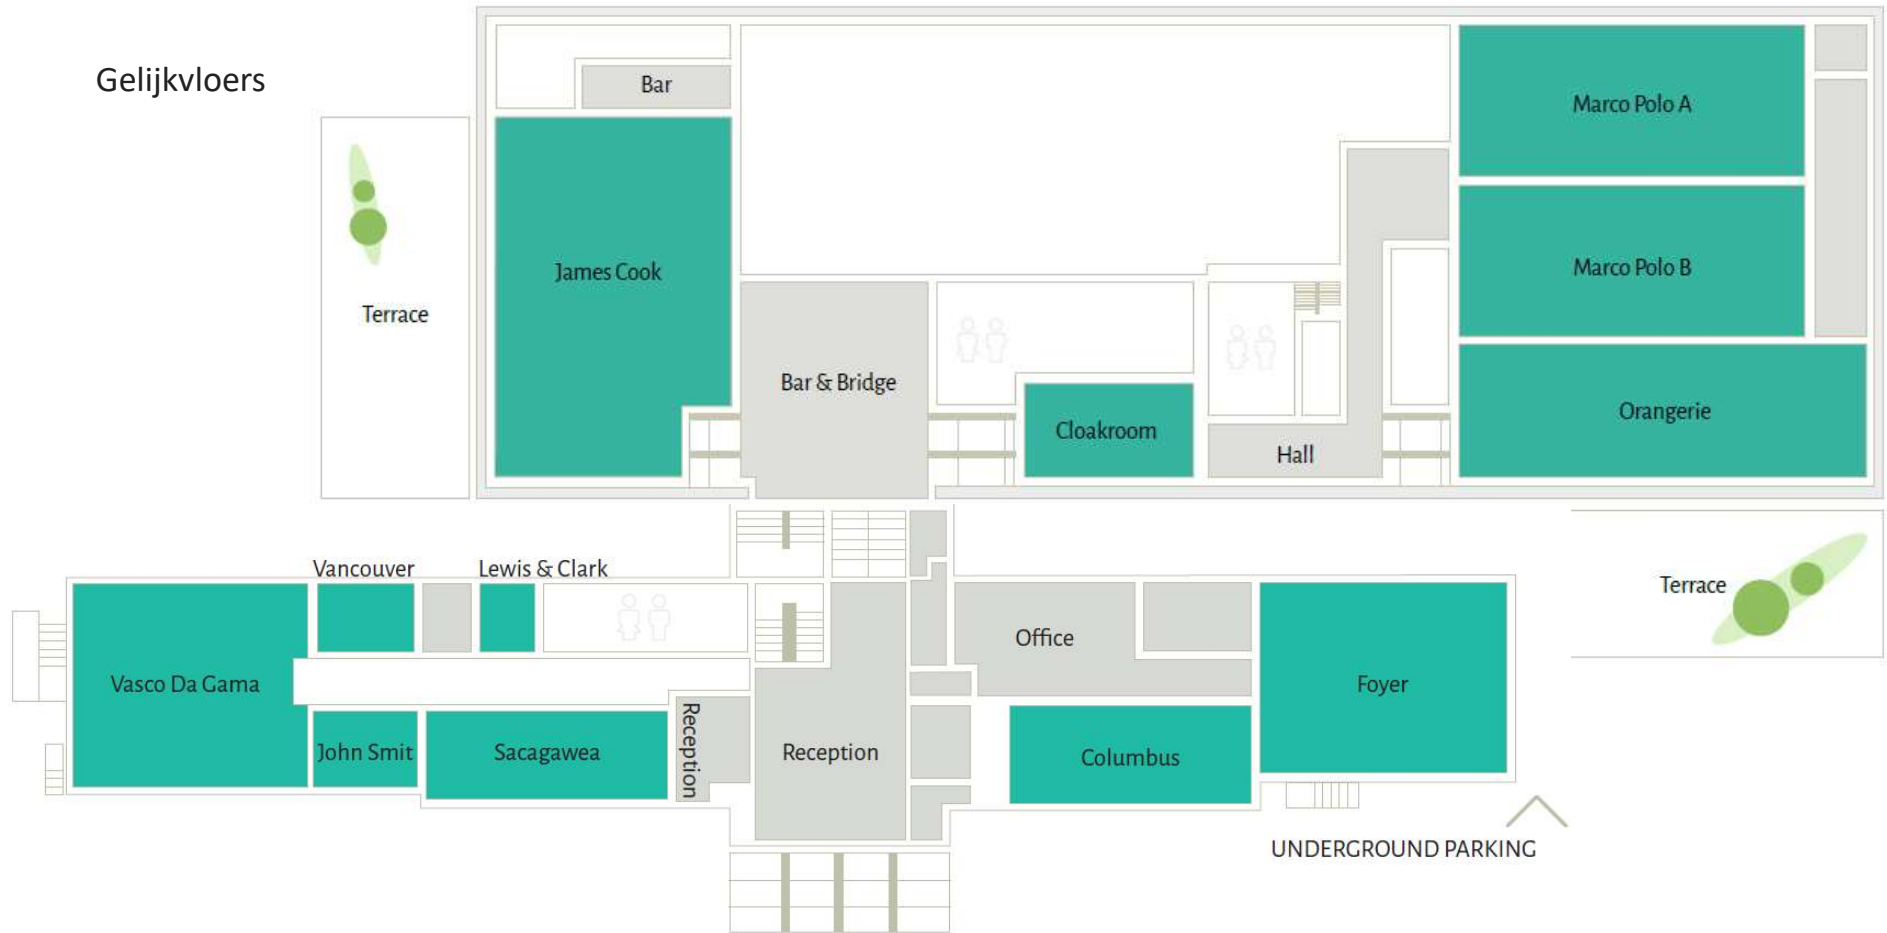 Gelijkvloers
Bar
Marco Polo A
James Cook
Marco Polo B
Terrace
Bar & Bridge
Cloakroom
Hall
Orangerie
Vancouver
Lewis & Clark
Terrace
Office
Vasco Da Gama
Foyer
John Smit
Sacagawea
Reception
Reception
Columbus
UNDERGROUND PARKING